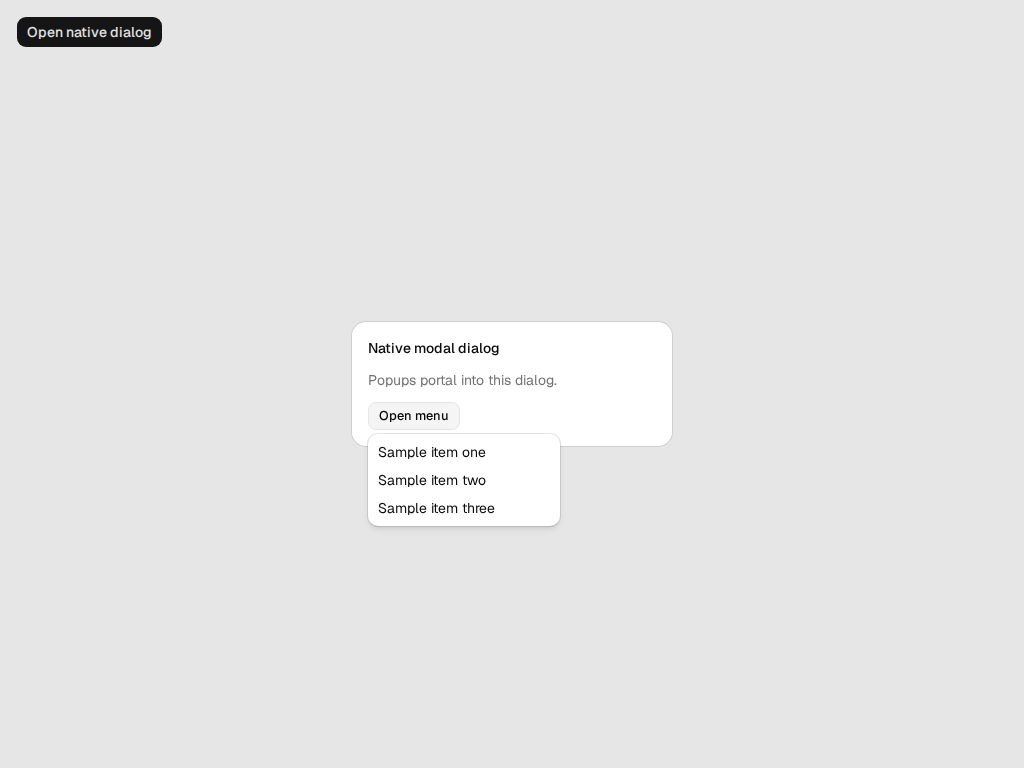 Open native dialog
Native modal dialog
Popups portal into this dialog.
Open menu
Sample item one
Sample item two
Sample item three